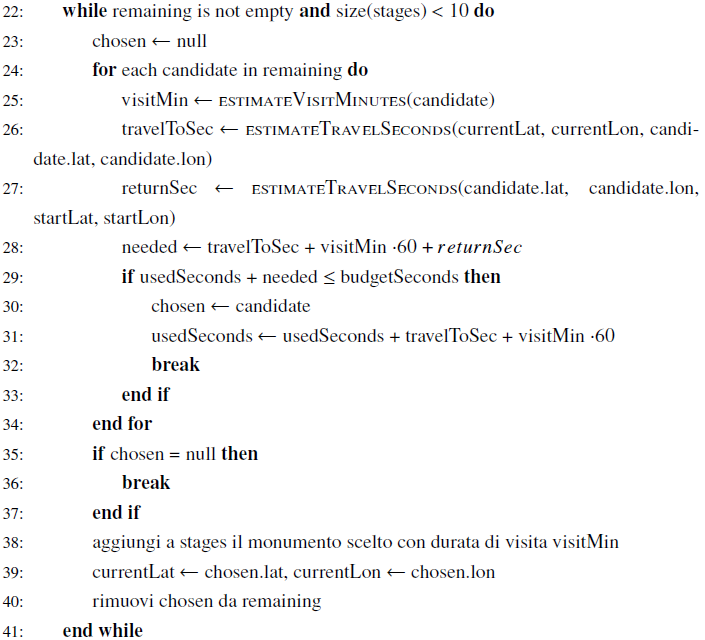 22: while remaining is not empty and size(stages) < 10 do
23: chosen ← null
24: for each candidate in remaining do
25: visitMin ← ESTIMATEVISITMINUTES(candidate)
26: travelToSec ← ESTIMATETRAVELSECONDS(currentLat, currentLon, candi-
date.lat, candidate.lon)
27: returnSec ← ESTIMATETRAVELSECONDS(candidate.lat, candidate.lon,
startLat, startLon)
28: needed ← travelToSec + visitMin ·60 + returnSec
29: if usedSeconds + needed ≤ budgetSeconds then
30: chosen ← candidate
31: usedSeconds ← usedSeconds + travelToSec + visitMin ·60
32: break
33: end if
34: end for
35: if chosen = null then
36: break
37: end if
38: aggiungi a stages il monumento scelto con durata di visita visitMin
39: currentLat ← chosen.lat, currentLon ← chosen.lon
40: rimuovi chosen da remaining
41: end while